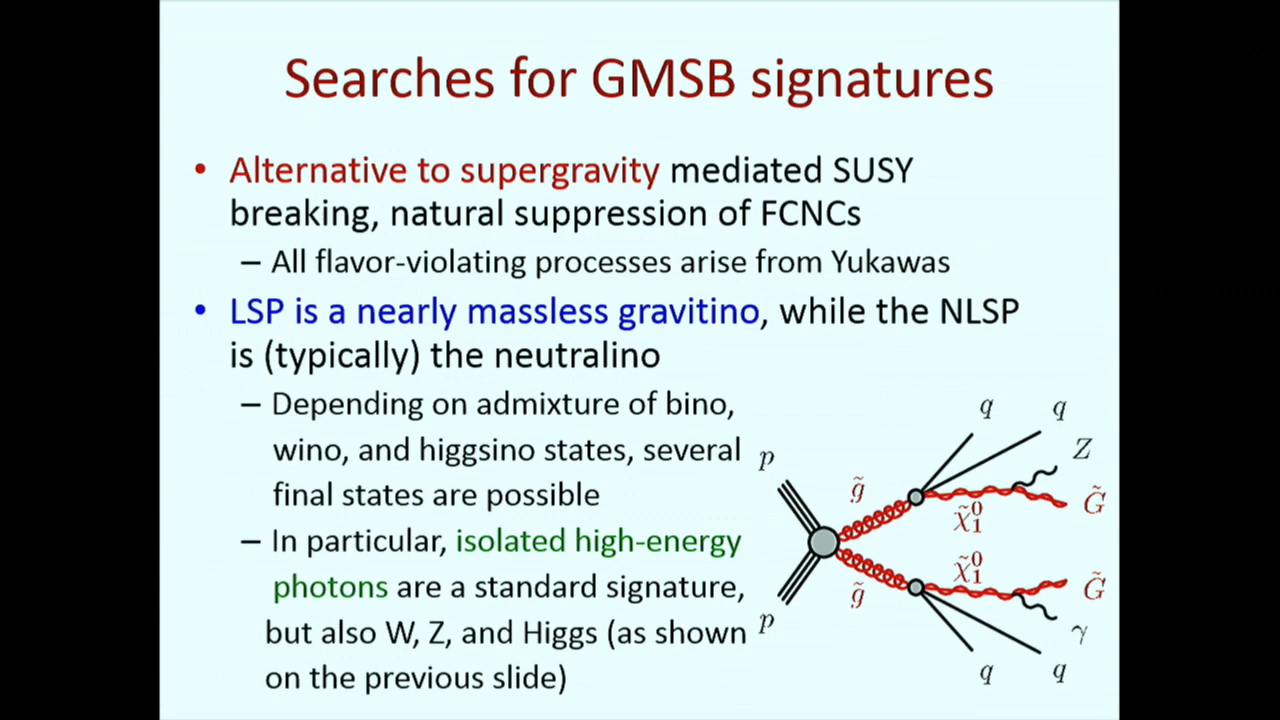 Searches for GMSB signatures
• Alternative to supergravity mediated SUSY
breaking, natural suppression of FCNCs
– All flavor-violating processes arise from Yukawas
• LSP is a nearly massless gravitino, while the NLSP
is (typically) the neutralino
– Depending on admixture of bino,
wino, and higgsino states, several
final states are possible
– In particular, isolated high-energy
photons are a standard signature,
but also W, Z, and Higgs (as shown
on the previous slide)
q q
Z
p
g̃
G̃
χ̃₁⁰
χ̃₁⁰
G̃
g̃
p
γ
q q